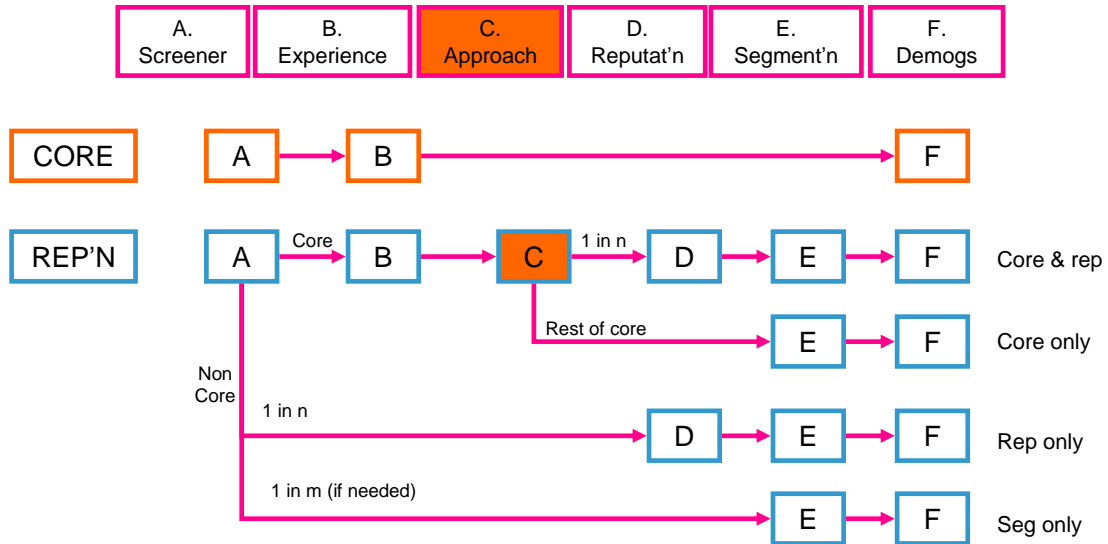 A.
Screener
B.
Experience
C.
Approach
D.
Reputat'n
E.
Segment'n
F.
Demogs
CORE
A
B
F
REP'N
A
Core
B
C
1 in n
D
E
F
Core & rep
Rest of core
E
F
Core only
Non
Core
1 in n
D
E
F
Rep only
1 in m (if needed)
E
F
Seg only